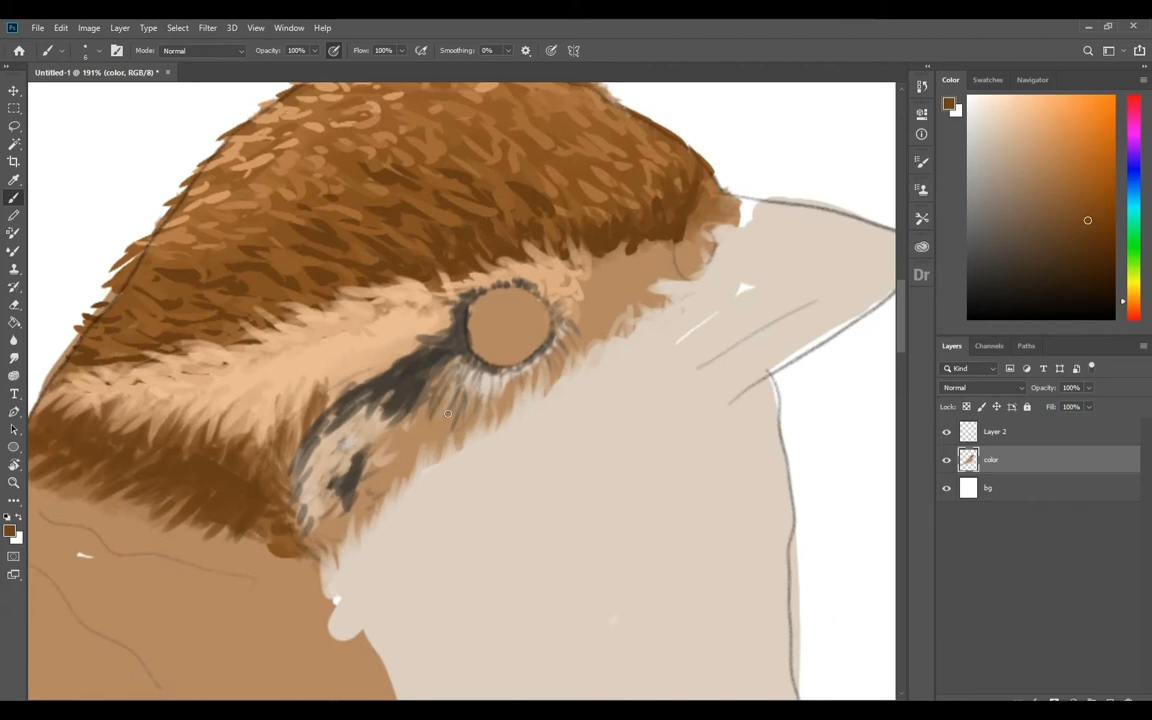 Ps File Edit Image Layer Type Select Filter 3D View Window Help
6 Mode: Normal Opacity: 100% Flow: 100% Smoothing: 0%
Untitled-1 @ 191% (color, RGB/8) * ×
Color Swatches Navigator
Dr
Layers Channels Paths
Kind
Normal Opacity: 100%
Lock: Fill: 100%
Layer 2
color
bg